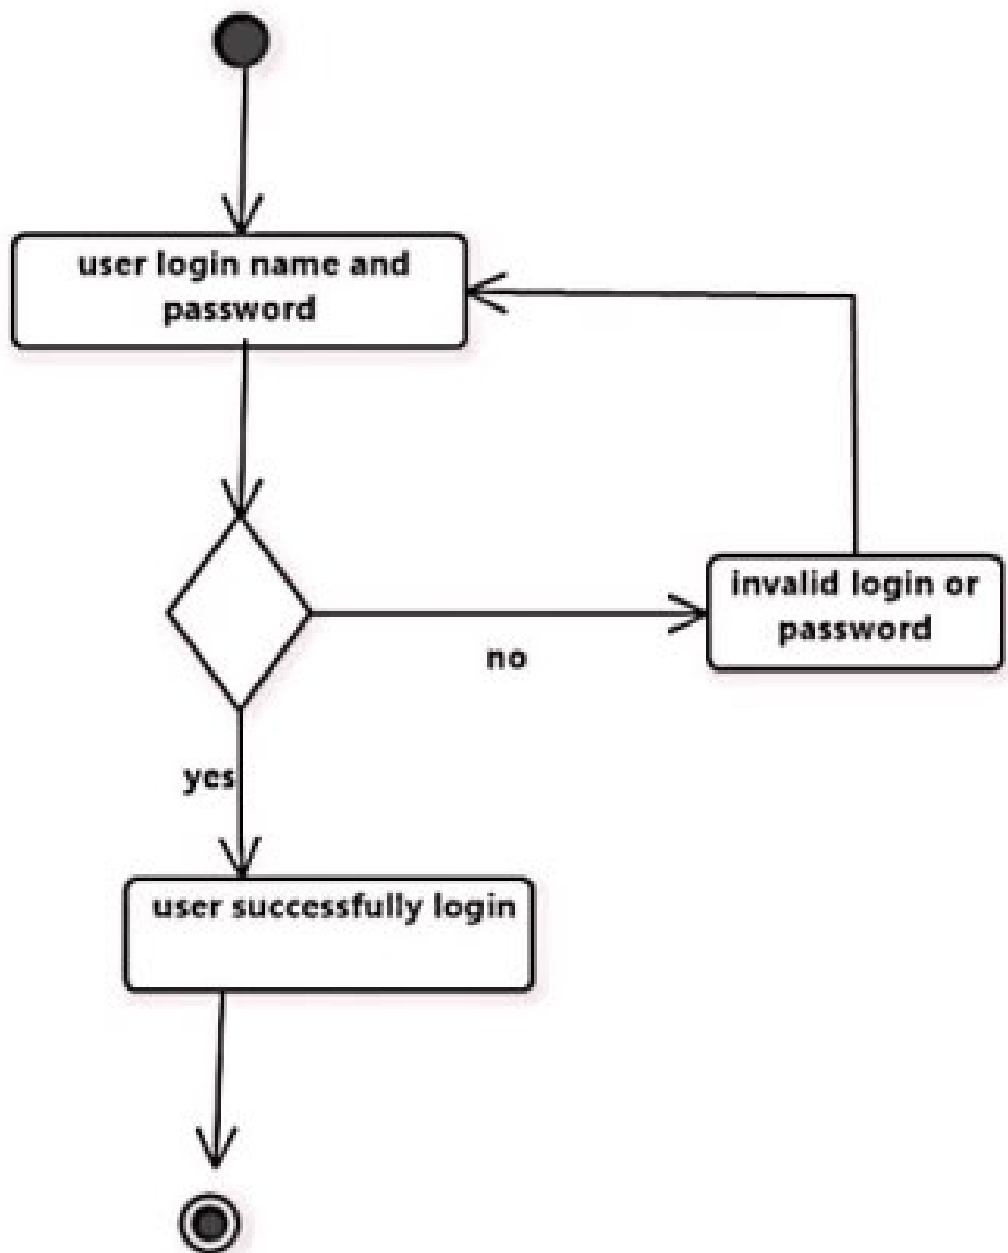 user login name and
password
invalid login or
password
no
yes
user successfully login